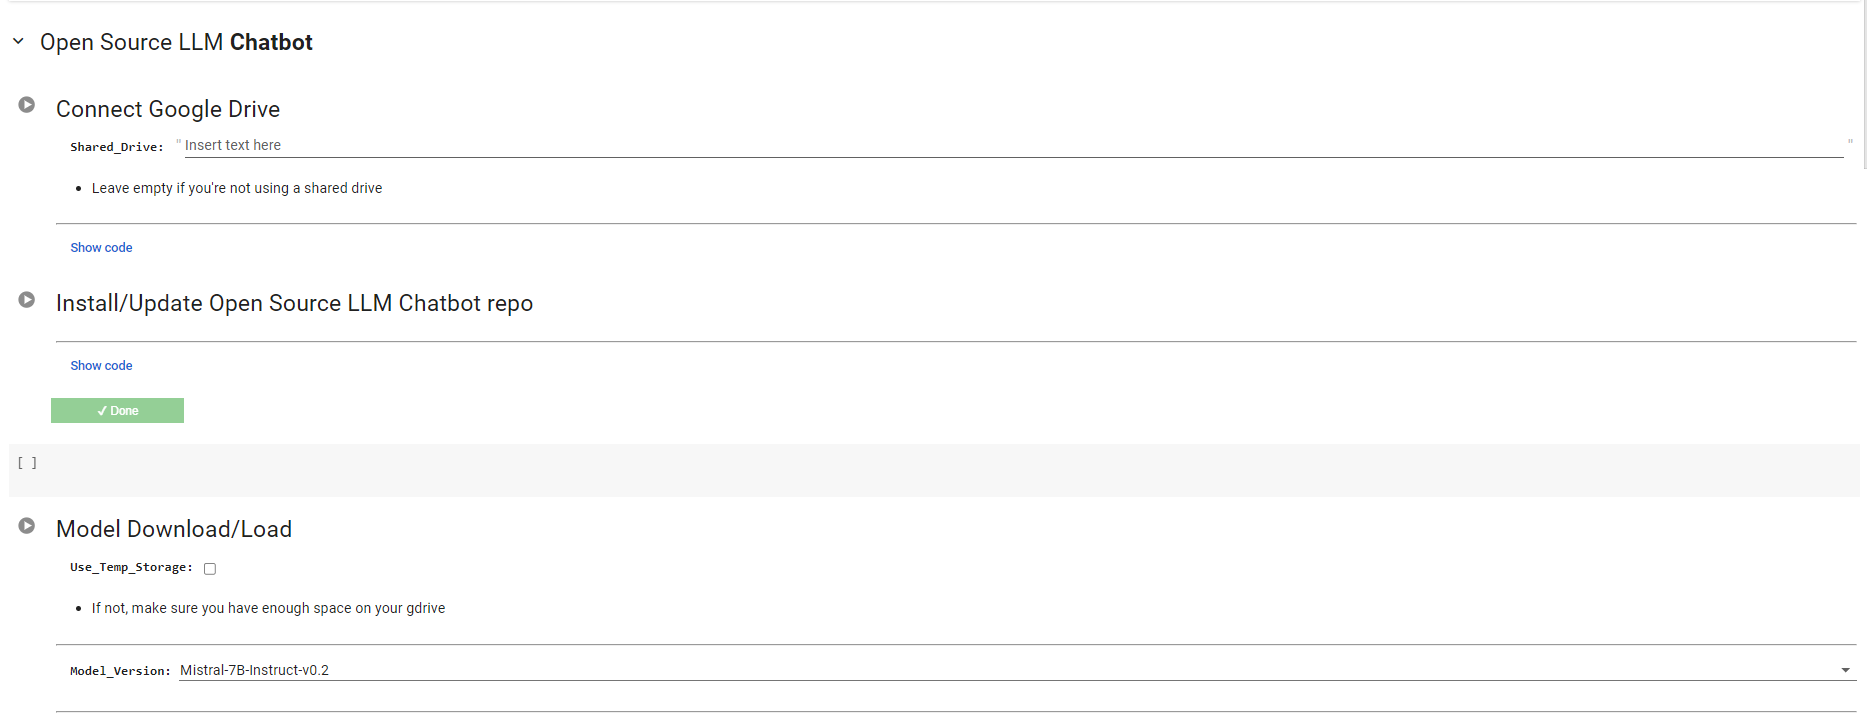 Open Source LLM Chatbot
Connect Google Drive
Shared_Drive: " Insert text here "
Leave empty if you're not using a shared drive
Show code
Install/Update Open Source LLM Chatbot repo
Show code
✓ Done
[ ]
Model Download/Load
Use_Temp_Storage:
If not, make sure you have enough space on your gdrive
Model_Version: Mistral-7B-Instruct-v0.2